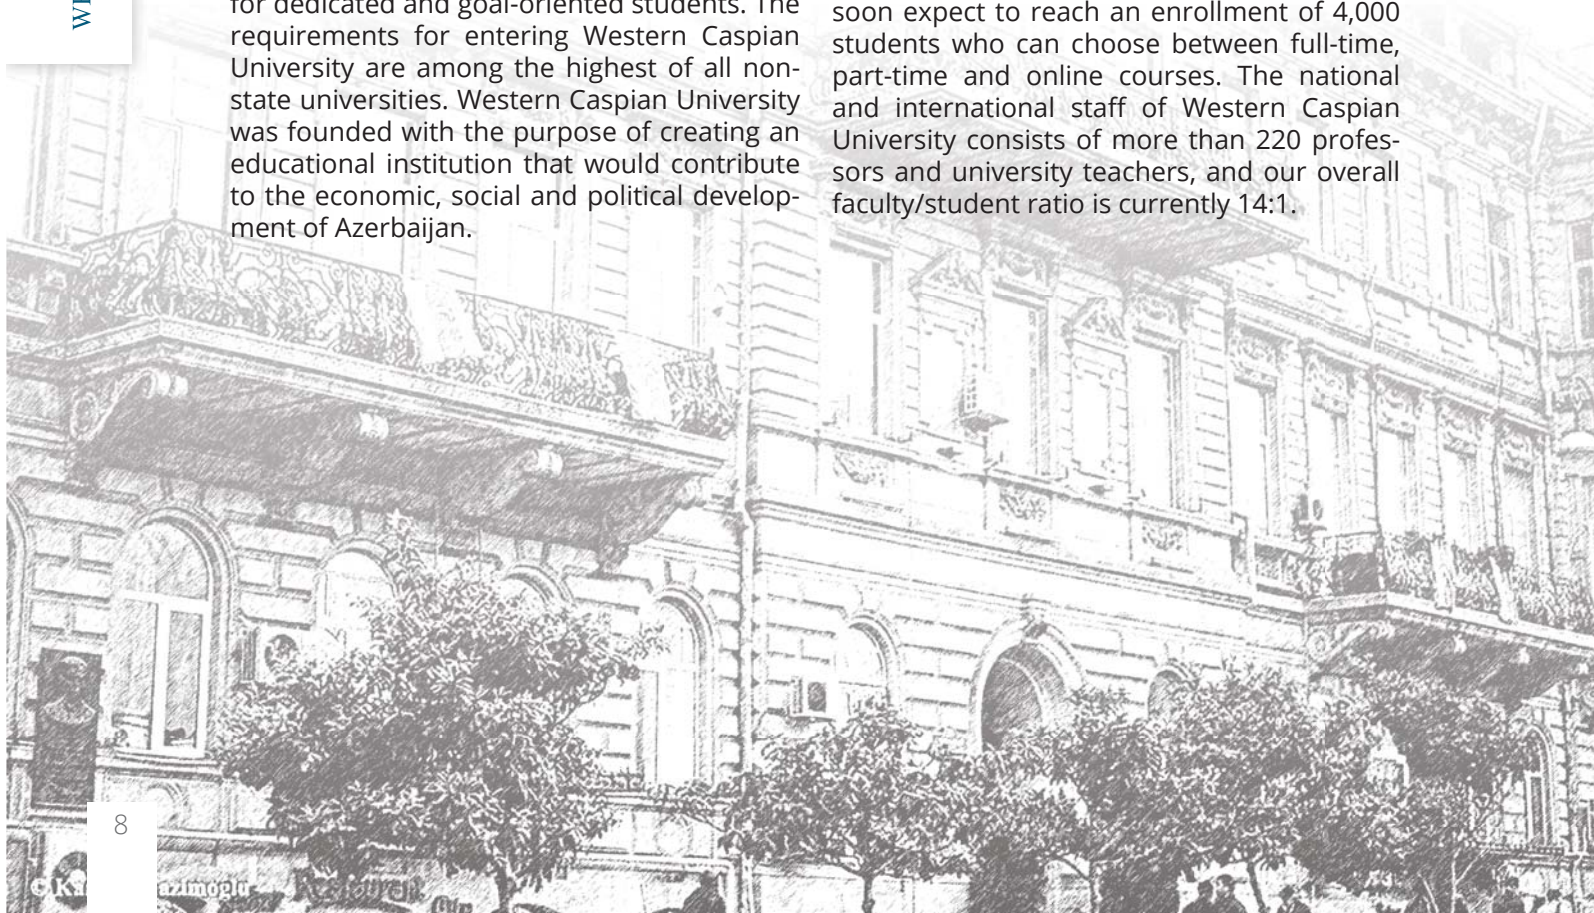 for dedicated and goal-oriented students. The
requirements for entering Western Caspian
University are among the highest of all non-
state universities. Western Caspian University
was founded with the purpose of creating an
educational institution that would contribute
to the economic, social and political develop-
ment of Azerbaijan.
soon expect to reach an enrollment of 4,000
students who can choose between full-time,
part-time and online courses. The national
and international staff of Western Caspian
University consists of more than 220 profes-
sors and university teachers, and our overall
faculty/student ratio is currently 14:1.
8